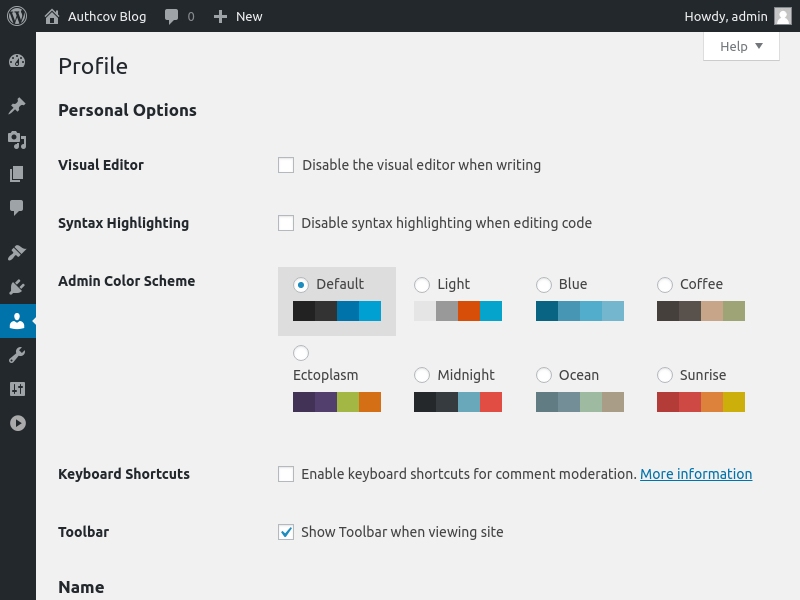 Authcov Blog 0 New Howdy, admin
Help
Profile
Personal Options
Visual Editor Disable the visual editor when writing
Syntax Highlighting Disable syntax highlighting when editing code
Admin Color Scheme Default Light Blue Coffee
Ectoplasm Midnight Ocean Sunrise
Keyboard Shortcuts Enable keyboard shortcuts for comment moderation. More information
Toolbar Show Toolbar when viewing site
Name